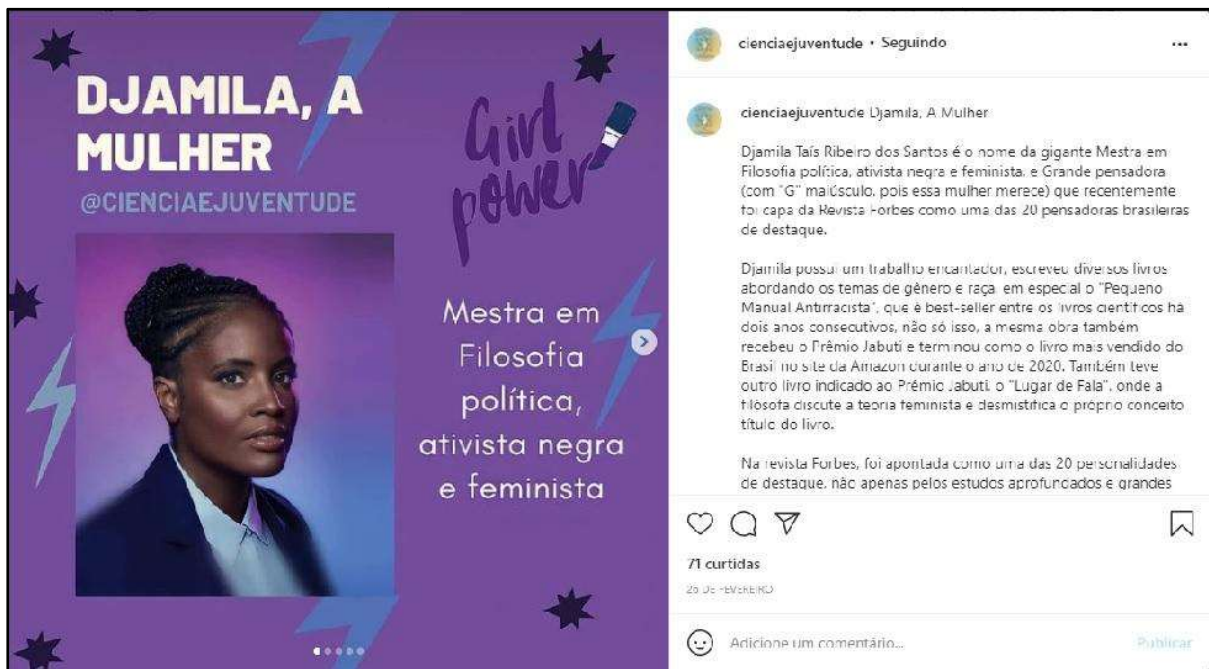 DJAMILA, A
MULHER
@CIENCIAEJUVENTUDE
Girl
power
Mestra em
Filosofia
política,
ativista negra
e feminista
cienciaejuventude • Seguindo
cienciaejuventude Djamila, A Mulher
Djamila Taís Ribeiro dos Santos é o nome da gigante Mestra em
Filosofia política, ativista negra e feminista, e Grande pensadora
(com "G" maiúsculo, pois essa mulher merece) que recentemente
foi capa da Revista Forbes como uma das 20 pensadoras brasileiras
de destaque.
Djamila possui um trabalho encantador, escreveu diversos livros
abordando os temas de gênero e raça, em especial o "Pequeno
Manual Antirracista", que é best-seller entre os livros científicos há
dois anos consecutivos, não só isso, a mesma obra também
recebeu o Prêmio Jabuti e terminou como o livro mais vendido do
Brasil no site da Amazon durante o ano de 2020. Também teve
outro livro indicado ao Prêmio Jabuti, o "Lugar de Fala", onde a
filósofa discute a teoria feminista e desmistifica o próprio conceito
título do livro.
Na revista Forbes, foi apontada como uma das 20 personalidades
de destaque, não apenas pelos estudos aprofundados e grandes
71 curtidas
26 DE FEVEREIRO
Adicione um comentário...
Publicar